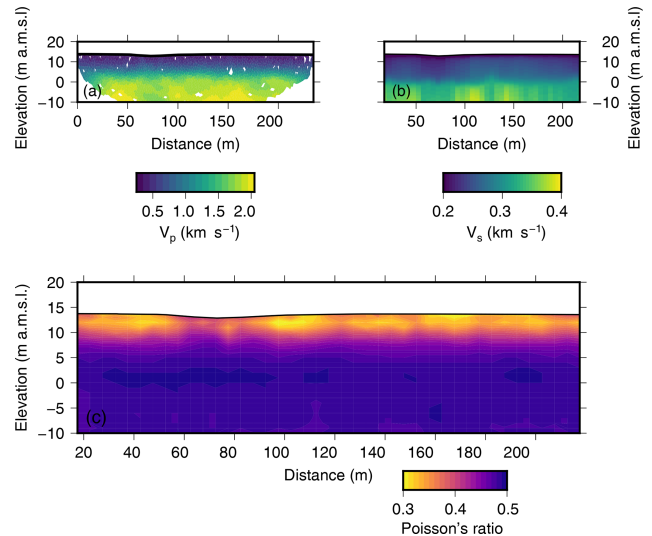 20
10
0
−10
Elevation (m a.m.s.l)
(a)
0 50 100 150 200
Distance (m)
0.5 1.0 1.5 2.0
Vp (km s−1)
20
10
0
−10
Elevation (m a.m.s.l)
(b)
50 100 150 200
Distance (m)
0.2 0.3 0.4
Vs (km s−1)
20
15
10
5
0
−5
−10
Elevation (m a.m.s.l.)
(c)
20 40 60 80 100 120 140 160 180 200
Distance (m)
0.3 0.4 0.5
Poisson's ratio